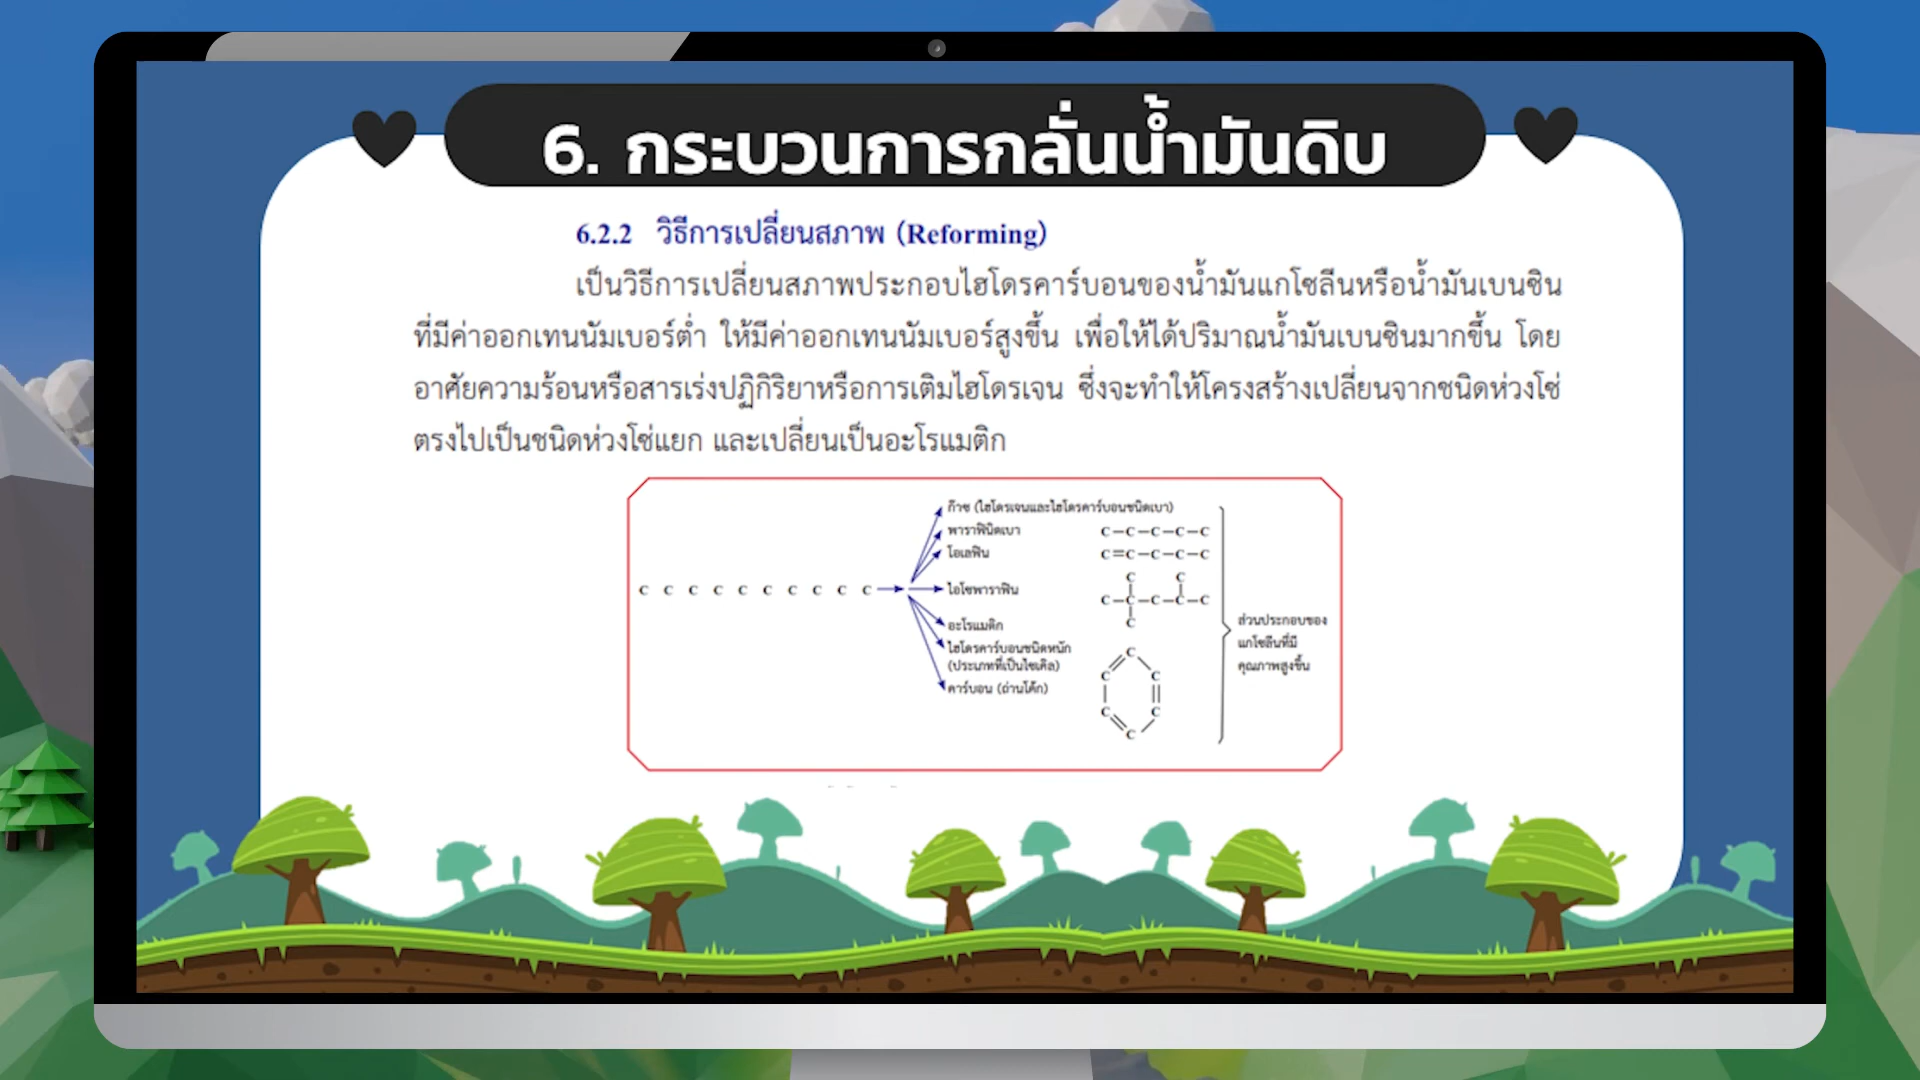 6. กระบวนการกลั่นน้ำมันดิบ
6.2.2 วิธีการเปลี่ยนสภาพ (Reforming)
เป็นวิธีการเปลี่ยนสภาพประกอบไฮโดรคาร์บอนของน้ำมันแกโซลีนหรือน้ำมันเบนซิน
ที่มีค่าออกเทนนัมเบอร์ต่ำ ให้มีค่าออกเทนนัมเบอร์สูงขึ้น เพื่อให้ได้ปริมาณน้ำมันเบนซินมากขึ้น โดย
อาศัยความร้อนหรือสารเร่งปฏิกิริยาหรือการเติมไฮโดรเจน ซึ่งจะทำให้โครงสร้างเปลี่ยนจากชนิดห่วงโซ่
ตรงไปเป็นชนิดห่วงโซ่แยก และเปลี่ยนเป็นอะโรแมติก
ก๊าซ (ไฮโดรเจนและไฮโดรคาร์บอนชนิดเบา)
พาราฟินิดเบา C–C–C–C–C
โอเลฟิน C=C–C–C–C
C C
C C C C C C C C C C ไอโซพาราฟิน
C–C–C–C–C
C
อะโรแมติก
ไฮโดรคาร์บอนชนิดหนัก
(ประเภทที่เป็นไซเคิล)
คาร์บอน (ถ่านโค้ก)
C
C C
C C
C
ส่วนประกอบของ
แกโซลีนที่มี
คุณภาพสูงขึ้น